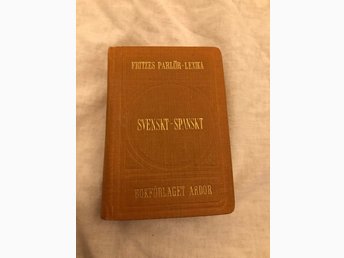 FRITZES PARLÖR-LEXIKA
SVENSKT-SPANSKT
BOKFÖRLAGET ARDOR